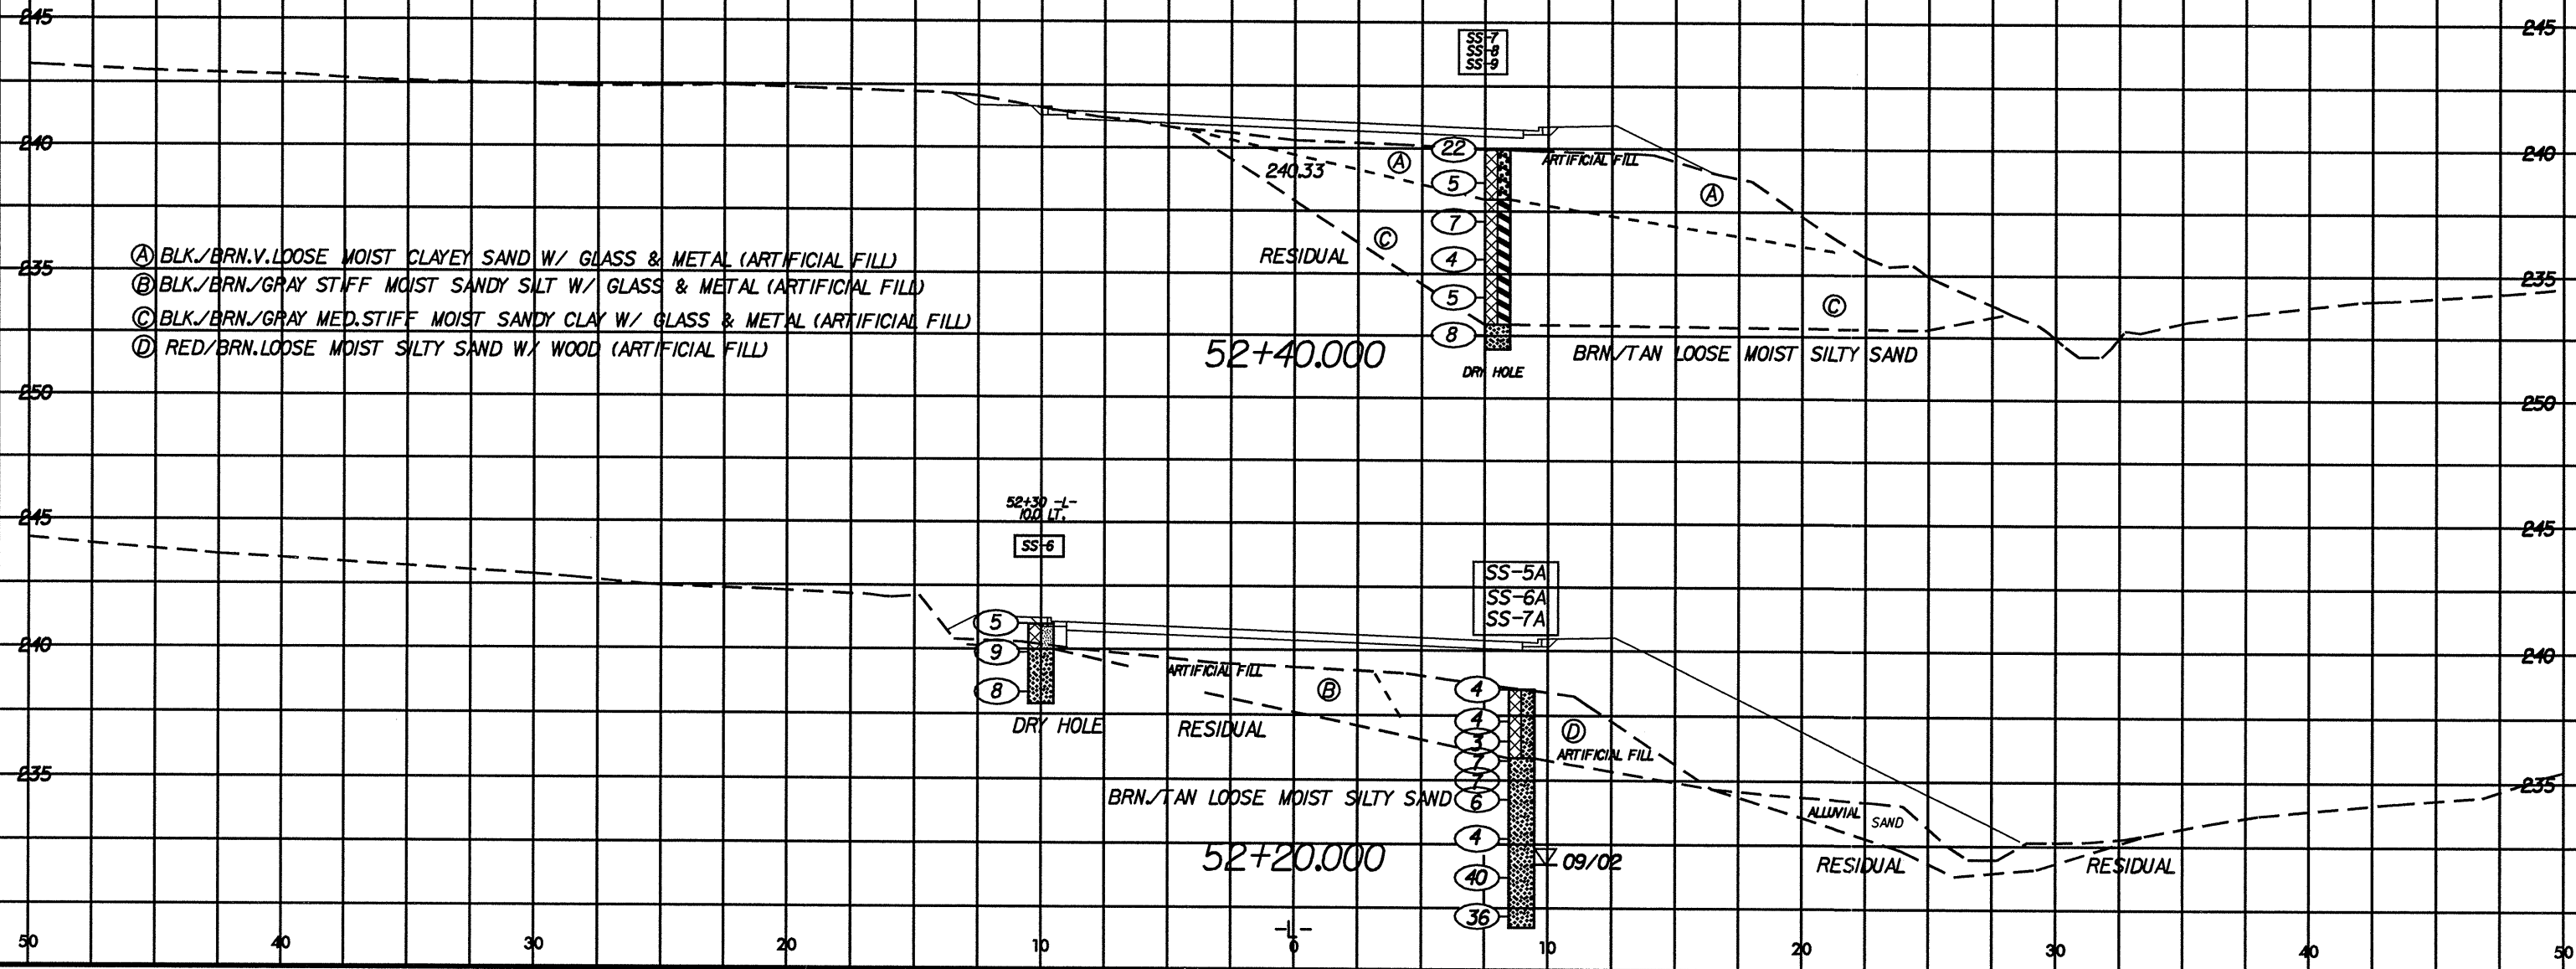 245 245
SS-7
SS-8
SS-9
240 240
22
ARTIFICIAL FILL
A
240.33
5
A
7
C
RESIDUAL
4
A BLK./BRN.V.LOOSE MOIST CLAYEY SAND W/ GLASS & METAL (ARTIFICIAL FILL)
235 235
B BLK./BRN./GRAY STIFF MOIST SANDY SILT W/ GLASS & METAL (ARTIFICIAL FILL)
5
C
C BLK./BRN./GRAY MED.STIFF MOIST SANDY CLAY W/ GLASS & METAL (ARTIFICIAL FILL)
8
D RED/BRN.LOOSE MOIST SILTY SAND W/ WOOD (ARTIFICIAL FILL)
52+40.000
BRN./TAN LOOSE MOIST SILTY SAND
DRY HOLE
250 250
52+30 -L-
10.0 LT.
245 245
SS-6
SS-5A
SS-6A
SS-7A
5
240 240
9
ARTIFICIAL FILL
8
B
4
DRY HOLE
RESIDUAL
4
D
3
ARTIFICIAL FILL
7
235 235
7
BRN./TAN LOOSE MOIST SILTY SAND
6
ALLUVIAL SAND
4
52+20.000
09/02
RESIDUAL
RESIDUAL
40
36
-L-
50 40 30 20 10 0 10 20 30 40 50